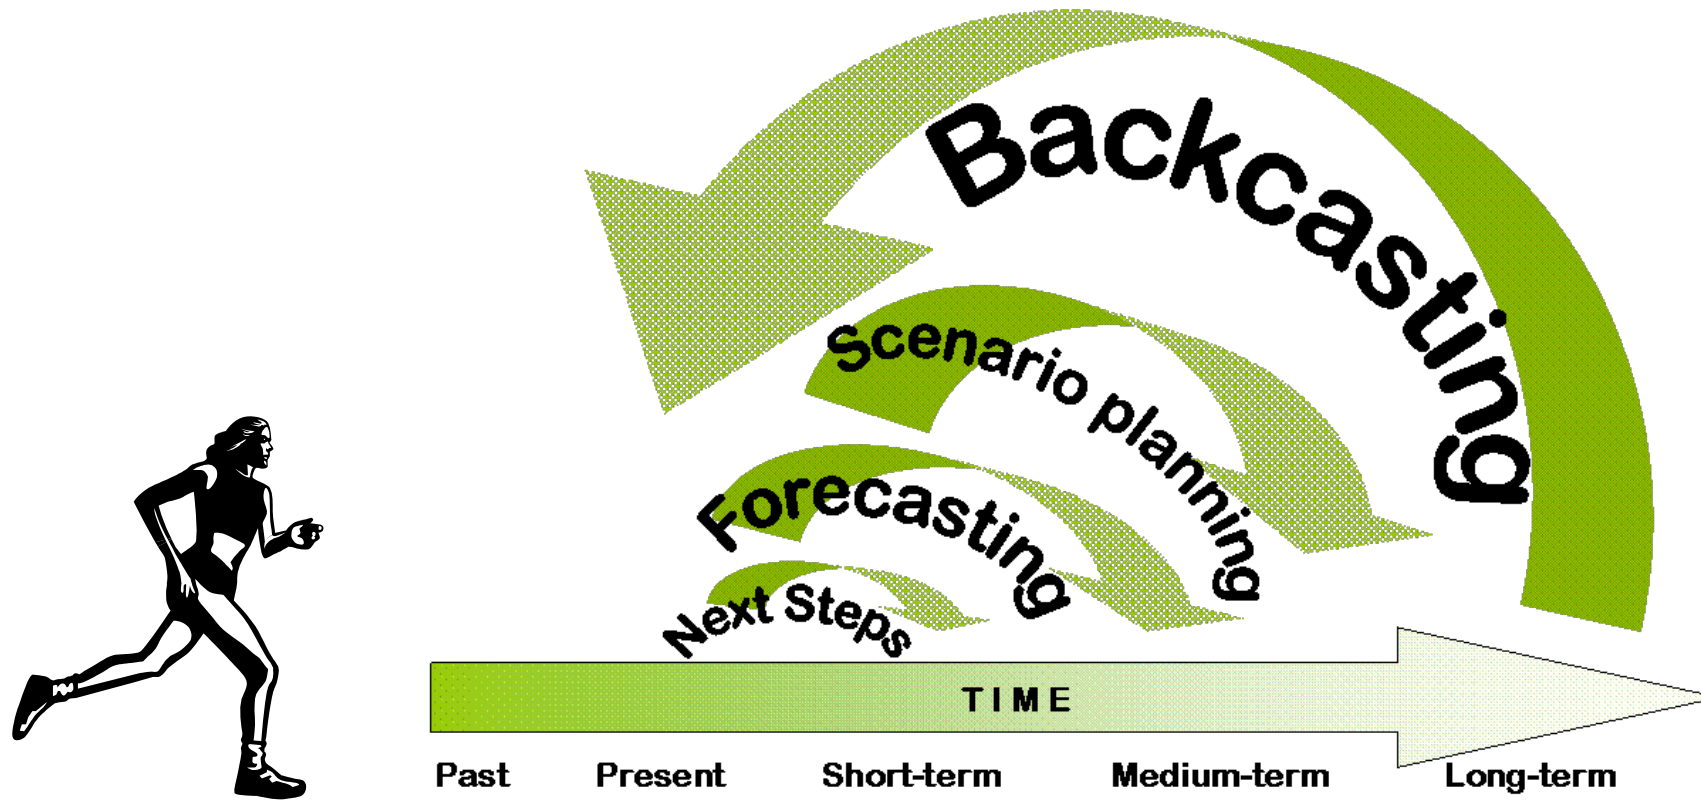 Backcasting
Scenario planning
Forecasting
Next Steps
TIME
Past Present Short-term Medium-term Long-term